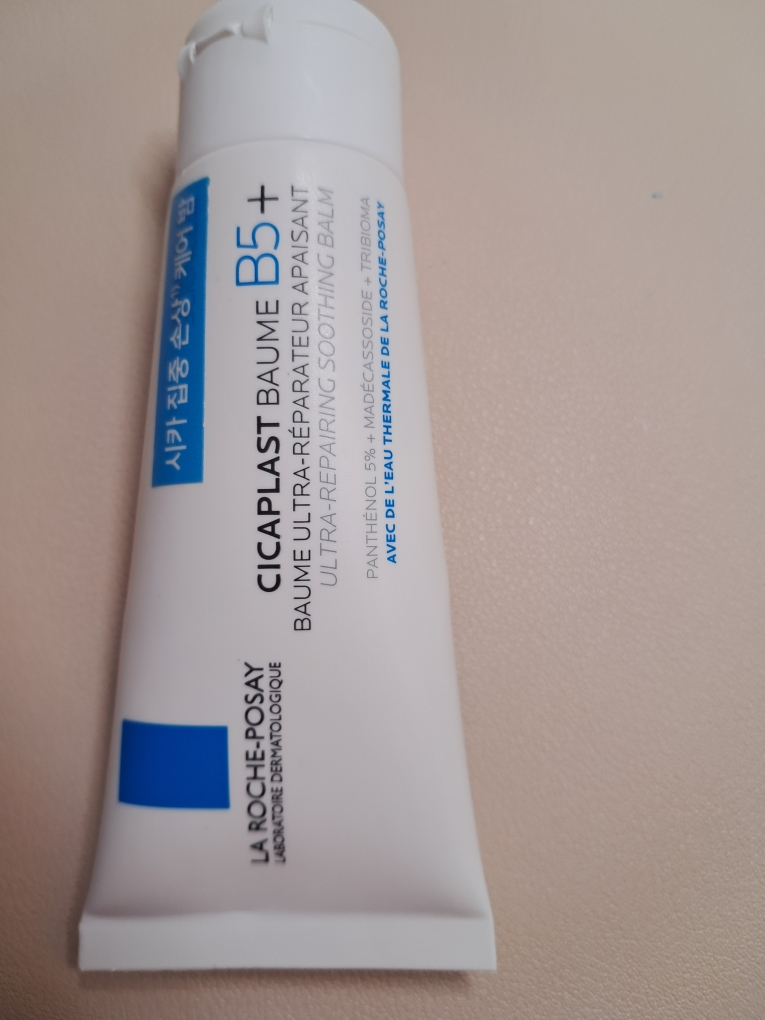 시카 집중 손상¹⁾ 케어 밤
CICAPLAST BAUME B5+
BAUME ULTRA-RÉPARATEUR APAISANT
ULTRA-REPAIRING SOOTHING BALM
PANTHÉNOL 5% + MADÉCASSOSIDE + TRIBIOMA
AVEC DE L'EAU THERMALE DE LA ROCHE-POSAY
LA ROCHE-POSAY
LABORATOIRE DERMATOLOGIQUE